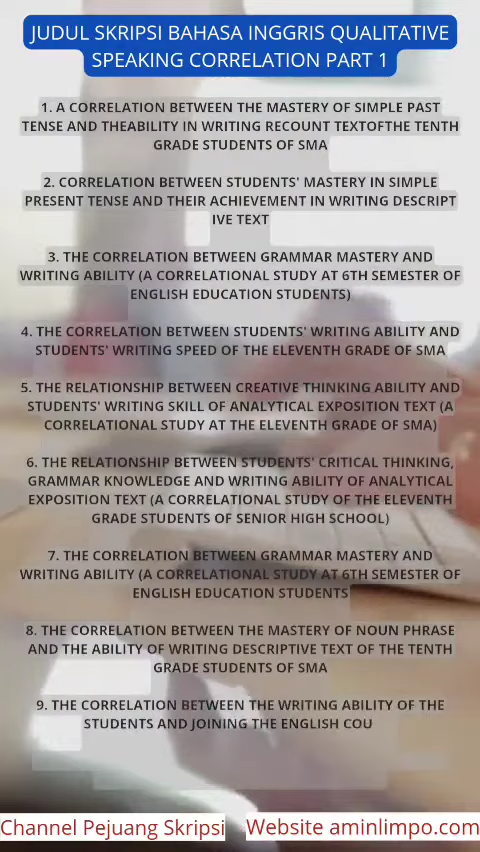 JUDUL SKRIPSI BAHASA INGGRIS QUALITATIVE
SPEAKING CORRELATION PART 1
1. A CORRELATION BETWEEN THE MASTERY OF SIMPLE PAST
TENSE AND THEABILITY IN WRITING RECOUNT TEXTOFTHE TENTH
GRADE STUDENTS OF SMA
2. CORRELATION BETWEEN STUDENTS' MASTERY IN SIMPLE
PRESENT TENSE AND THEIR ACHIEVEMENT IN WRITING DESCRIPT
IVE TEXT
3. THE CORRELATION BETWEEN GRAMMAR MASTERY AND
WRITING ABILITY (A CORRELATIONAL STUDY AT 6TH SEMESTER OF
ENGLISH EDUCATION STUDENTS)
4. THE CORRELATION BETWEEN STUDENTS' WRITING ABILITY AND
STUDENTS' WRITING SPEED OF THE ELEVENTH GRADE OF SMA
5. THE RELATIONSHIP BETWEEN CREATIVE THINKING ABILITY AND
STUDENTS' WRITING SKILL OF ANALYTICAL EXPOSITION TEXT (A
CORRELATIONAL STUDY AT THE ELEVENTH GRADE OF SMA)
6. THE RELATIONSHIP BETWEEN STUDENTS' CRITICAL THINKING,
GRAMMAR KNOWLEDGE AND WRITING ABILITY OF ANALYTICAL
EXPOSITION TEXT (A CORRELATIONAL STUDY OF THE ELEVENTH
GRADE STUDENTS OF SENIOR HIGH SCHOOL)
7. THE CORRELATION BETWEEN GRAMMAR MASTERY AND
WRITING ABILITY (A CORRELATIONAL STUDY AT 6TH SEMESTER OF
ENGLISH EDUCATION STUDENTS
8. THE CORRELATION BETWEEN THE MASTERY OF NOUN PHRASE
AND THE ABILITY OF WRITING DESCRIPTIVE TEXT OF THE TENTH
GRADE STUDENTS OF SMA
9. THE CORRELATION BETWEEN THE WRITING ABILITY OF THE
STUDENTS AND JOINING THE ENGLISH COU
Channel Pejuang Skripsi Website aminlimpo.com